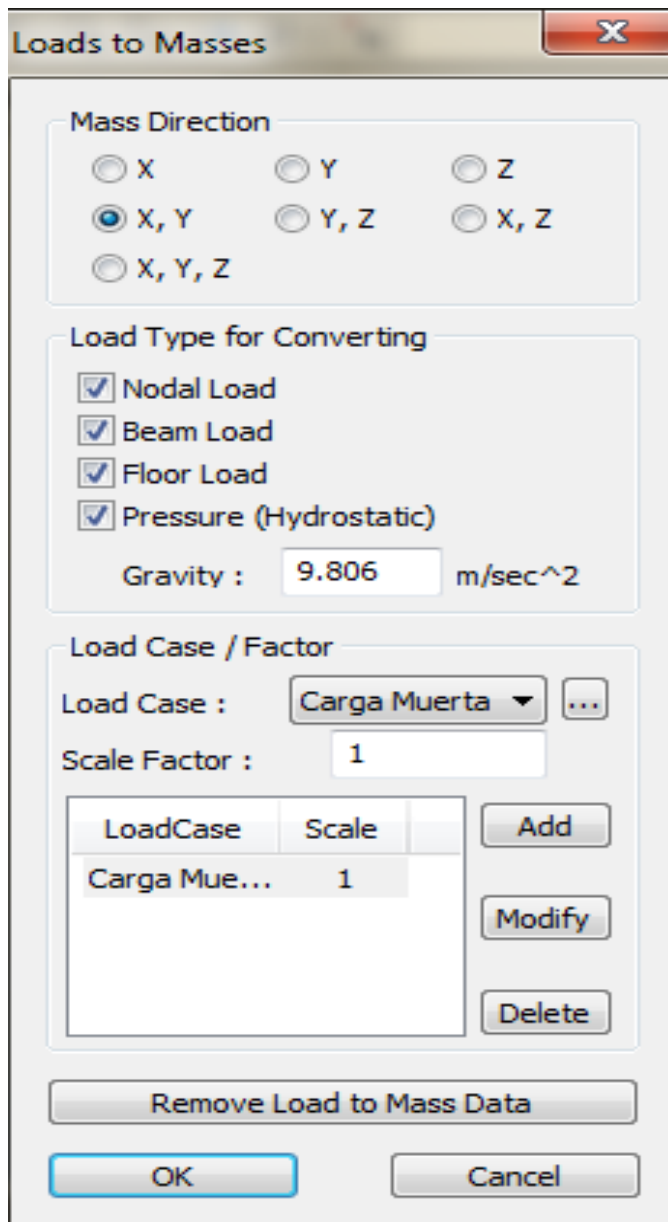 Loads to Masses
Mass Direction
X Y Z
X, Y Y, Z X, Z
X, Y, Z
Load Type for Converting
Nodal Load
Beam Load
Floor Load
Pressure (Hydrostatic)
Gravity : 9.806 m/sec^2
Load Case / Factor
Load Case : Carga Muerta ...
Scale Factor : 1
LoadCase Scale Add
Carga Mue... 1
Modify
Delete
Remove Load to Mass Data
OK Cancel